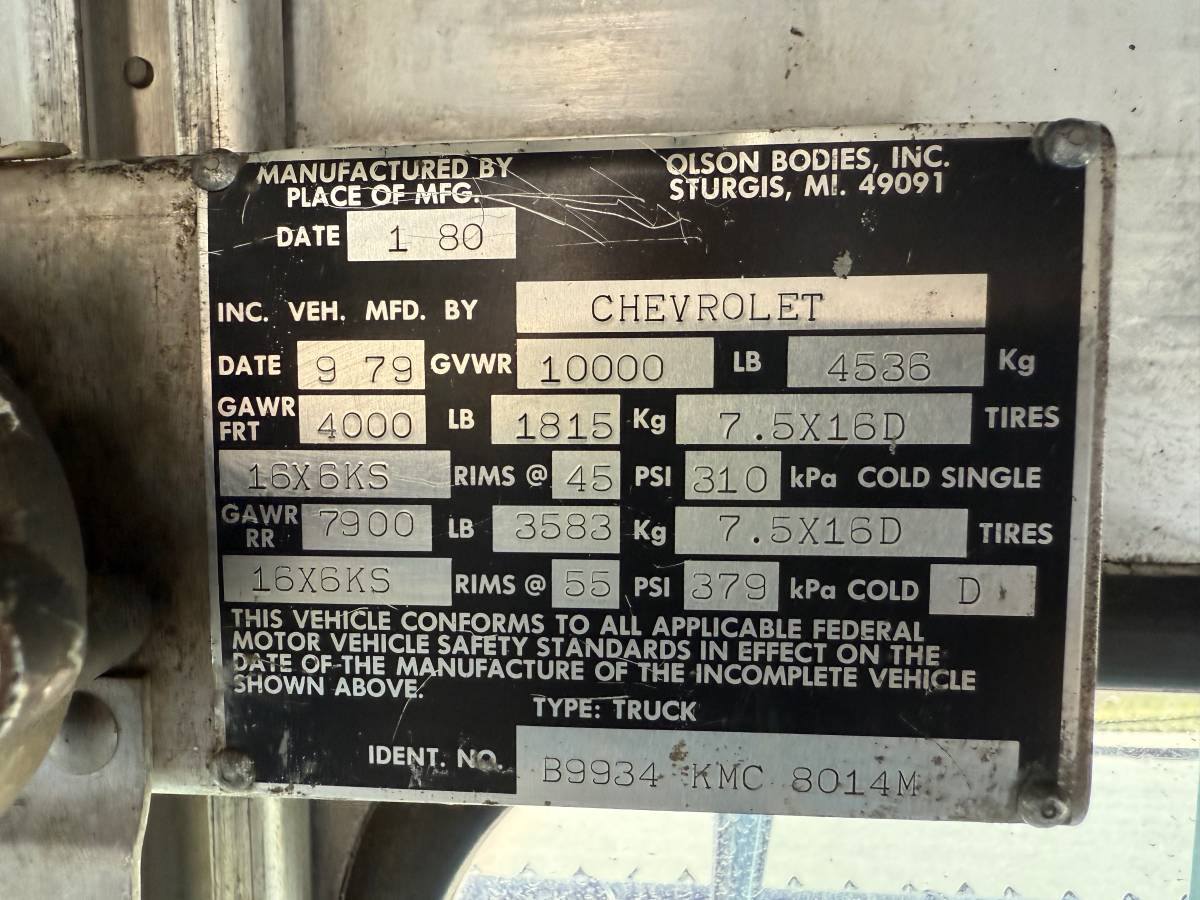 MANUFACTURED BY OLSON BODIES, INC.
PLACE OF MFG. STURGIS, MI. 49091
DATE 1 80
INC. VEH. MFD. BY CHEVROLET
DATE 9 79 GVWR 10000 LB 4536 Kg
GAWR FRT 4000 LB 1815 Kg 7.5X16D TIRES
16X6KS RIMS @ 45 PSI 310 kPa COLD SINGLE
GAWR RR 7900 LB 3583 Kg 7.5X16D TIRES
16X6KS RIMS @ 55 PSI 379 kPa COLD D
THIS VEHICLE CONFORMS TO ALL APPLICABLE FEDERAL
MOTOR VEHICLE SAFETY STANDARDS IN EFFECT ON THE
DATE OF THE MANUFACTURE OF THE INCOMPLETE VEHICLE
SHOWN ABOVE.
TYPE: TRUCK
IDENT. NO. B9934 KMC 8014M